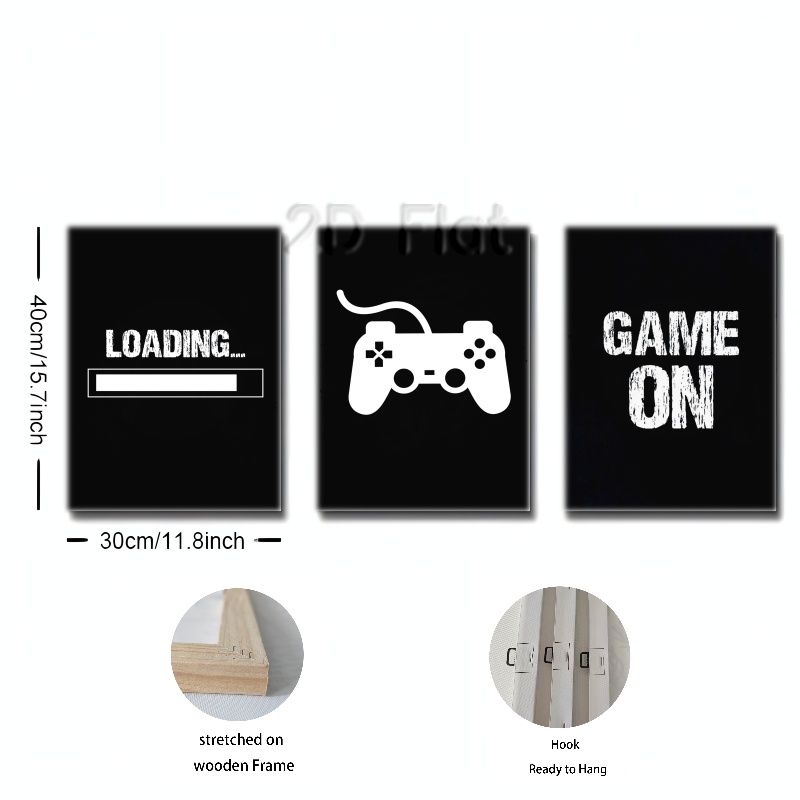 2D Flat
LOADING...
GAME
ON
40cm/15.7inch
30cm/11.8inch
stretched on
wooden Frame
Hook
Ready to Hang